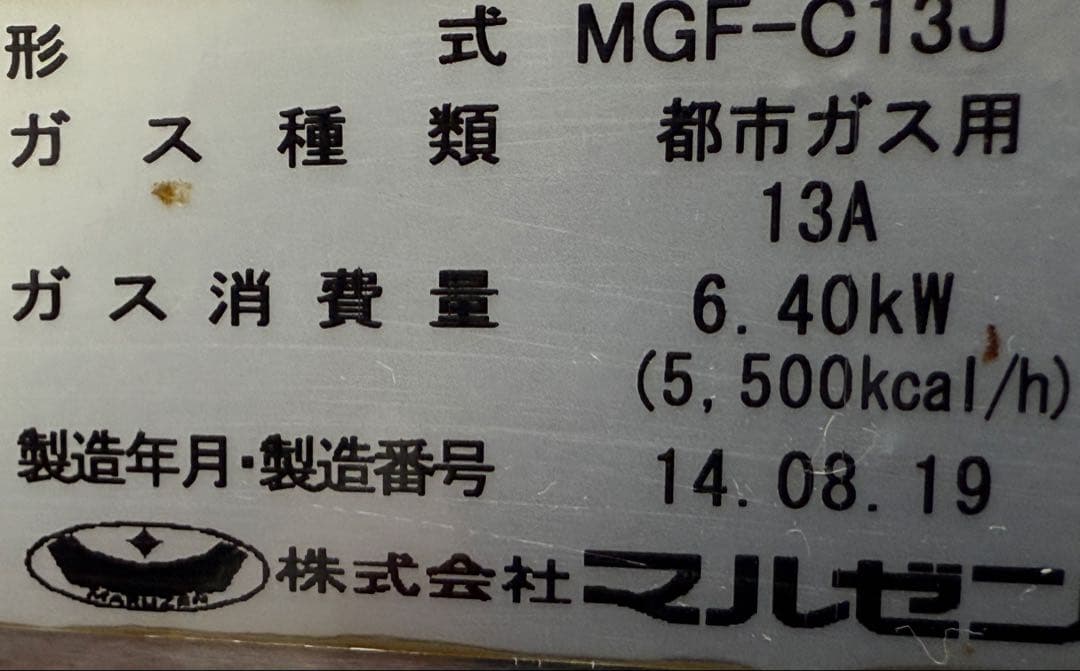 形式 MGF-C13J
ガス種類 都市ガス用
13A
ガス消費量 6.40kW
(5,500kcal/h)
製造年月・製造番号 14.08.19
MARUZEN 株式会社マルゼン